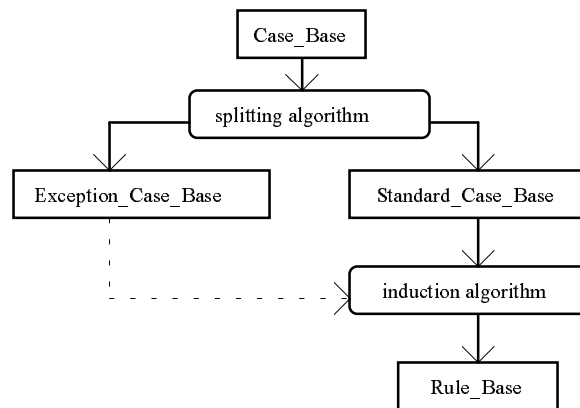 Case_Base
splitting algorithm
Exception_Case_Base
Standard_Case_Base
induction algorithm
Rule_Base